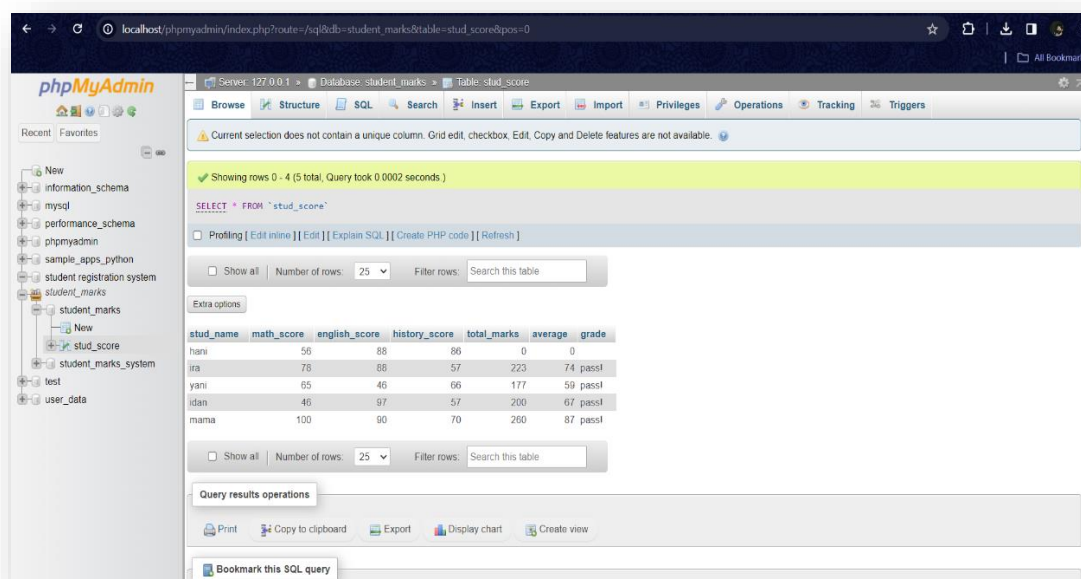 localhost/phpmyadmin/index.php?route=/sql&db=student_marks&table=stud_score&pos=0
All Bookmar
phpMyAdmin
Recent Favorites
New
information_schema
mysql
performance_schema
phpmyadmin
sample_apps_python
student registration system
student_marks
student_marks
New
stud_score
student_marks_system
test
user_data
Server: 127.0.0.1 » Database: student_marks » Table: stud_score
Browse Structure SQL Search Insert Export Import Privileges Operations Tracking Triggers
Current selection does not contain a unique column. Grid edit, checkbox, Edit, Copy and Delete features are not available.
Showing rows 0 - 4 (5 total, Query took 0.0002 seconds.)
SELECT * FROM `stud_score`
Profiling [ Edit inline ] [ Edit ] [ Explain SQL ] [ Create PHP code ] [ Refresh ]
Show all Number of rows: 25 Filter rows: Search this table
Extra options
stud_name math_score english_score history_score total_marks average grade
hani 56 88 86 0 0
ira 78 88 57 223 74 pass!
yani 65 46 66 177 59 pass!
idan 46 97 57 200 67 pass!
mama 100 90 70 260 87 pass!
Show all Number of rows: 25 Filter rows: Search this table
Query results operations
Print Copy to clipboard Export Display chart Create view
Bookmark this SQL query